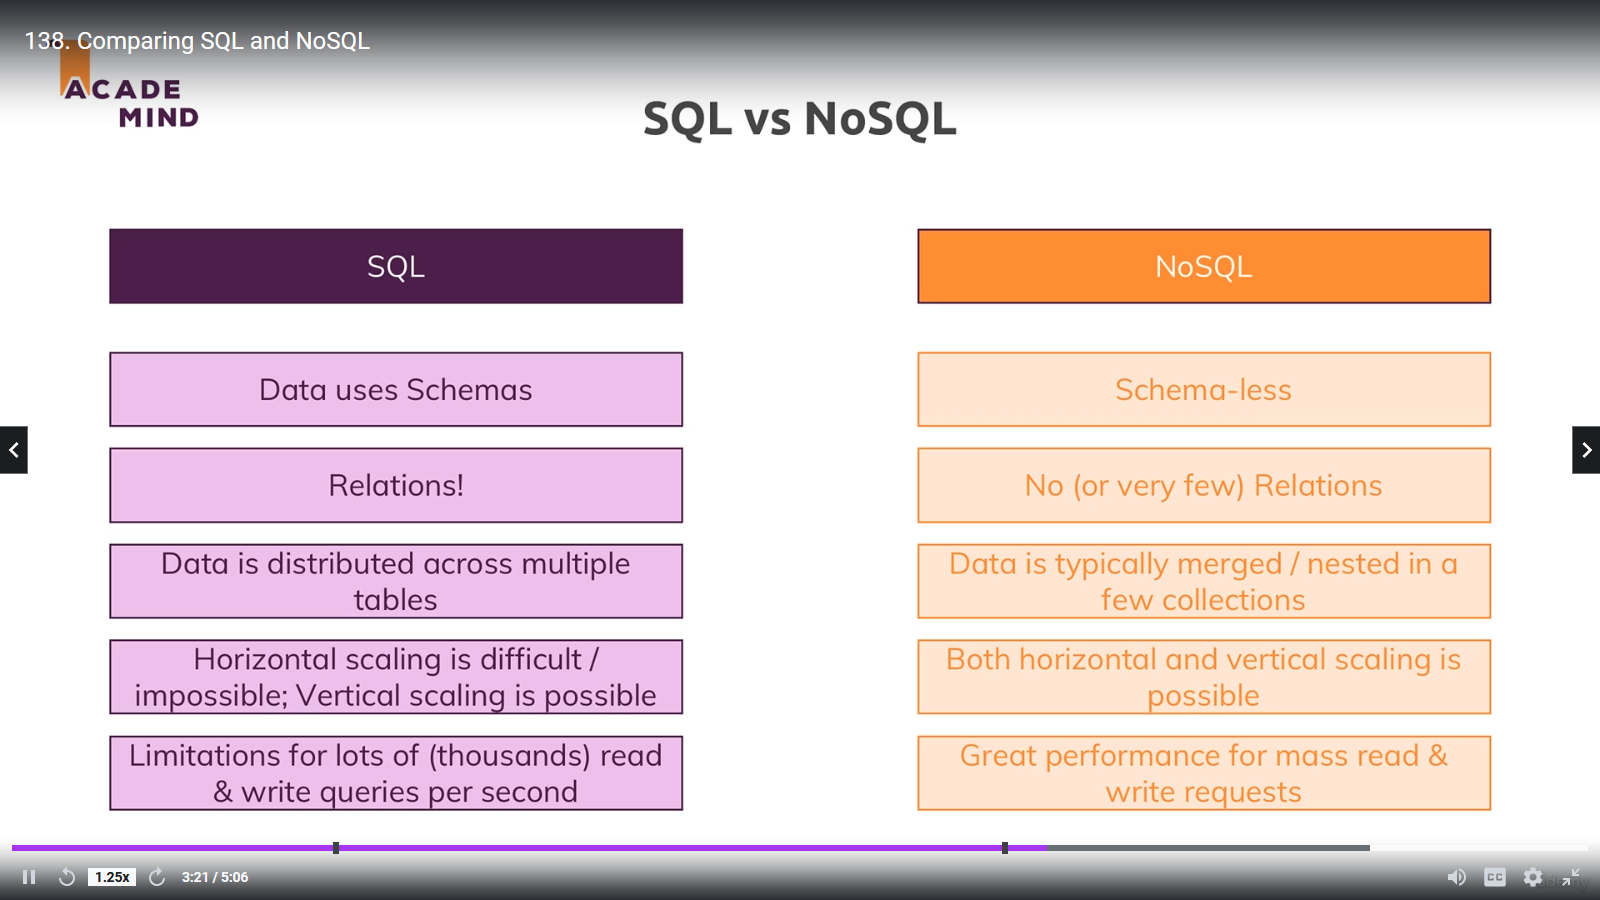 138. Comparing SQL and NoSQL
ACADE
MIND
SQL vs NoSQL
SQL
NoSQL
Data uses Schemas
Schema-less
Relations!
No (or very few) Relations
Data is distributed across multiple
tables
Data is typically merged / nested in a
few collections
Horizontal scaling is difficult /
impossible; Vertical scaling is possible
Both horizontal and vertical scaling is
possible
Limitations for lots of (thousands) read
& write queries per second
Great performance for mass read &
write requests
1.25x
3:21 / 5:06
CC